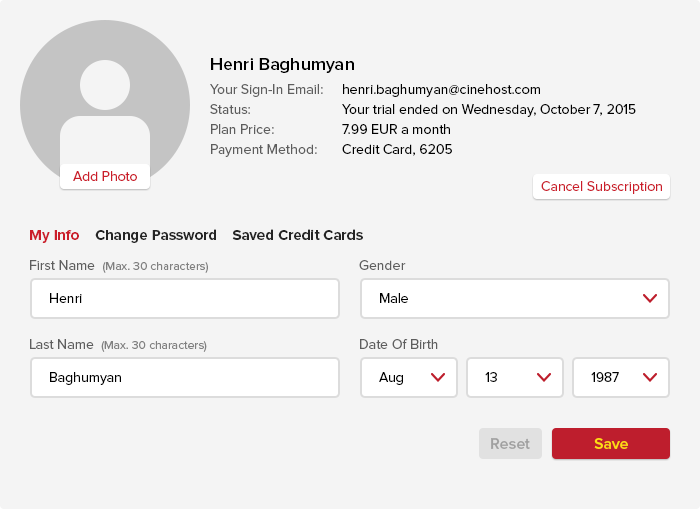 Henri Baghumyan
Your Sign-In Email: henri.baghumyan@cinehost.com
Status: Your trial ended on Wednesday, October 7, 2015
Plan Price: 7.99 EUR a month
Payment Method: Credit Card, 6205
Add Photo
Cancel Subscription
My Info Change Password Saved Credit Cards
First Name (Max. 30 characters) Gender
Henri Male
Last Name (Max. 30 characters) Date Of Birth
Baghumyan Aug 13 1987
Reset Save